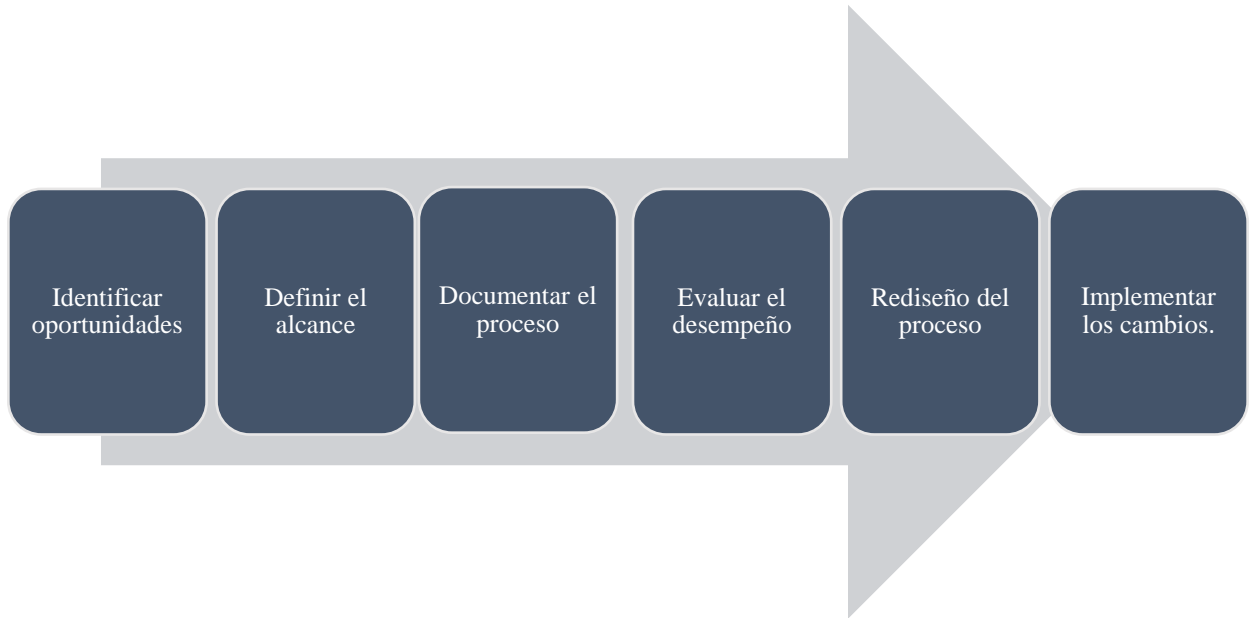 Identificar
oportunidades
Definir el
alcance
Documentar el
proceso
Evaluar el
desempeño
Rediseño del
proceso
Implementar
los cambios.